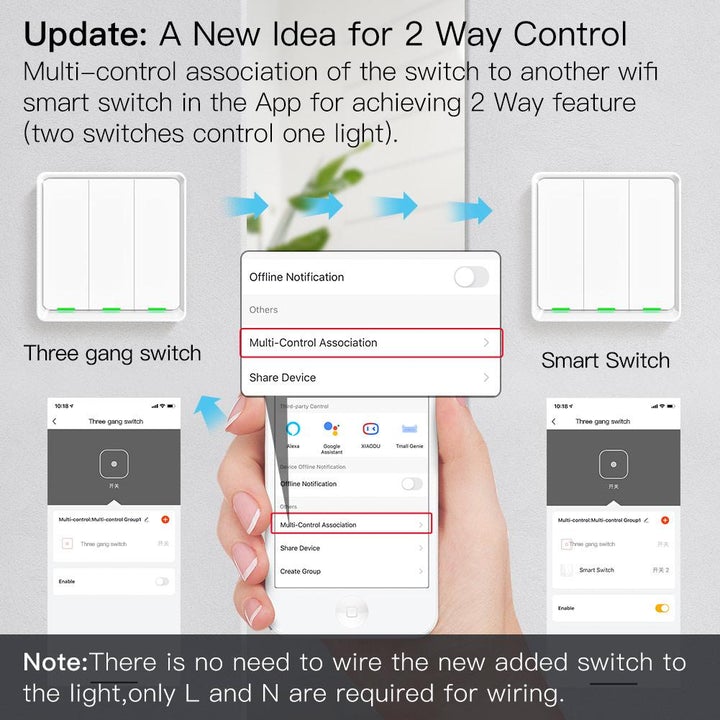 Update: A New Idea for 2 Way Control
Multi-control association of the switch to another wifi
smart switch in the App for achieving 2 Way feature
(two switches control one light).
Three gang switch
Smart Switch
Offline Notification
Others
Multi-Control Association
Share Device
Third-party Control
Alexa
Google
Assistant
XIAODU
Tmall Genie
Device Offline Notification
Offline Notification
Others
Multi-Control Association
Share Device
Create Group
10:18
Three gang switch
开关
Multi-control:Multi-control Group1
Three gang switch 开关
Enable
10:18
Three gang switch
开关
Multi-control:Multi-control Group1
Three gang switch 开关
Smart Switch 开关 2
Enable
Note:There is no need to wire the new added switch to
the light,only L and N are required for wiring.